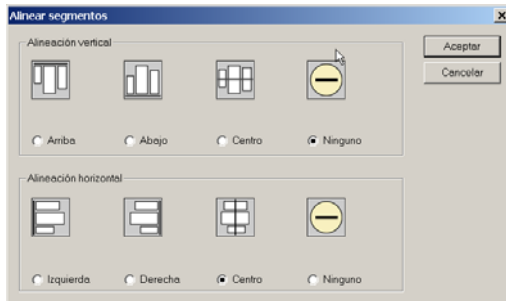 Alinear segmentos
Alineación vertical
Aceptar
Cancelar
Arriba
Abajo
Centro
Ninguno
Alineación horizontal
Izquierda
Derecha
Centro
Ninguno